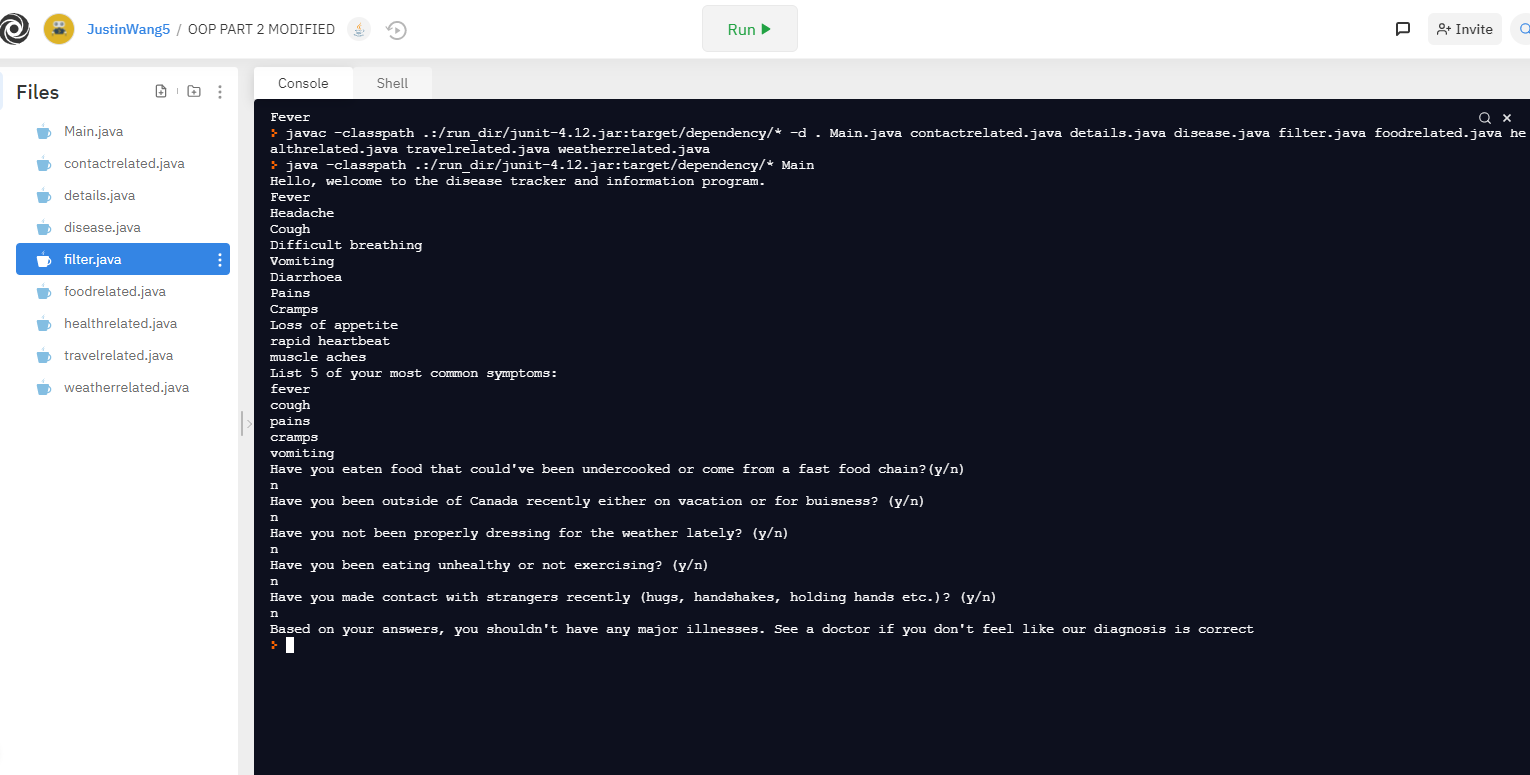 JustinWang5 / OOP PART 2 MODIFIED
Run
Invite
Files
Main.java
contactrelated.java
details.java
disease.java
filter.java
foodrelated.java
healthrelated.java
travelrelated.java
weatherrelated.java
Console
Shell
Fever
> javac -classpath .:/run_dir/junit-4.12.jar:target/dependency/* -d . Main.java contactrelated.java details.java disease.java filter.java foodrelated.java he
althrelated.java travelrelated.java weatherrelated.java
> java -classpath .:/run_dir/junit-4.12.jar:target/dependency/* Main
Hello, welcome to the disease tracker and information program.
Fever
Headache
Cough
Difficult breathing
Vomiting
Diarrhoea
Pains
Cramps
Loss of appetite
rapid heartbeat
muscle aches
List 5 of your most common symptoms:
fever
cough
pains
cramps
vomiting
Have you eaten food that could've been undercooked or come from a fast food chain?(y/n)
n
Have you been outside of Canada recently either on vacation or for buisness? (y/n)
n
Have you not been properly dressing for the weather lately? (y/n)
n
Have you been eating unhealthy or not exercising? (y/n)
n
Have you made contact with strangers recently (hugs, handshakes, holding hands etc.)? (y/n)
n
Based on your answers, you shouldn't have any major illnesses. See a doctor if you don't feel like our diagnosis is correct
>